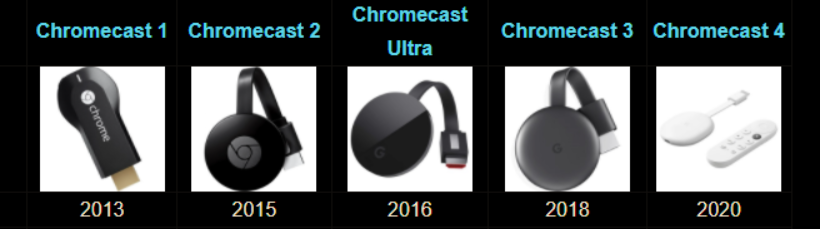 Chromecast 1
Chromecast 2
Chromecast
Ultra
Chromecast 3
Chromecast 4
chrome
G
G
2013
2015
2016
2018
2020